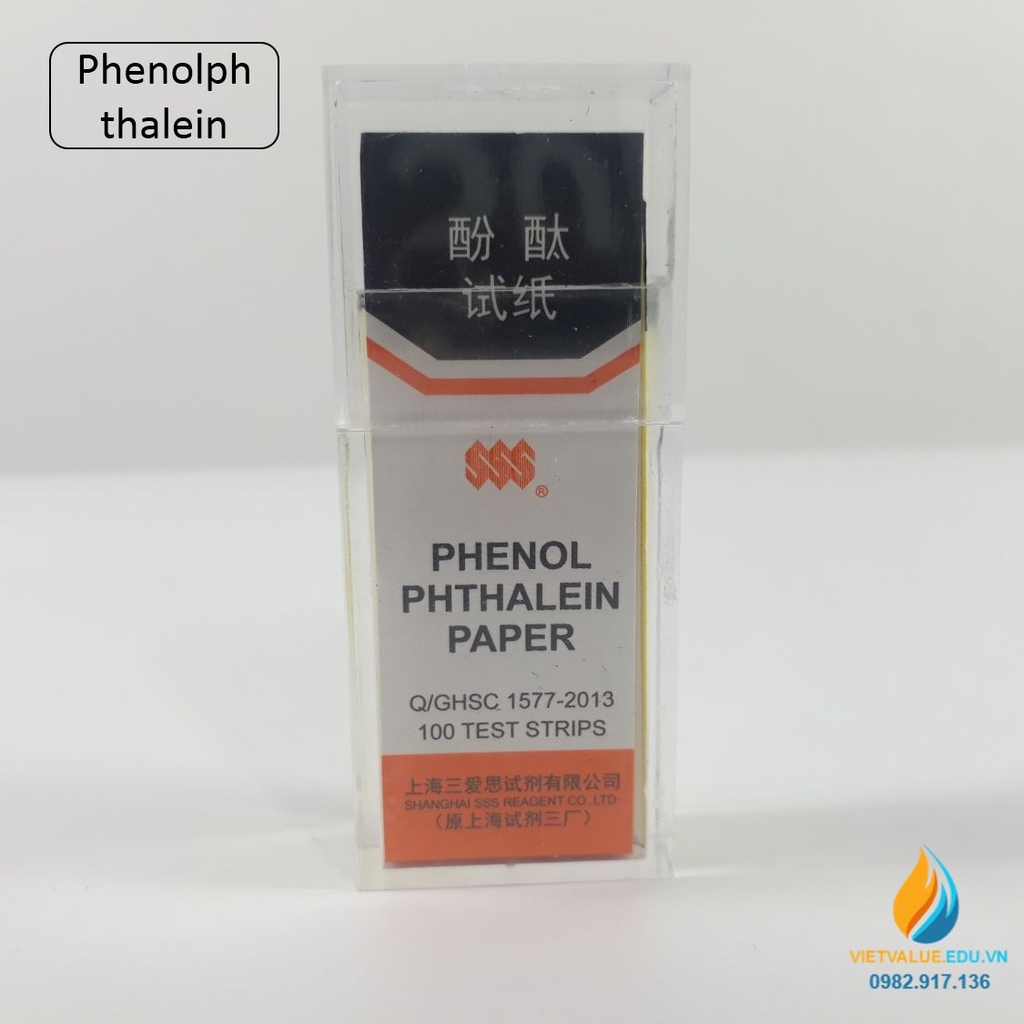 Phenolph
thalein
酚 酞
试纸
SSS
®
PHENOL
PHTHALEIN
PAPER
Q/GHSC 1577-2013
100 TEST STRIPS
上海三爱思试剂有限公司
SHANGHAI SSS REAGENT CO .LTD
（原上海试剂三厂）
VIETVALUE.EDU.VN
0982.917.136